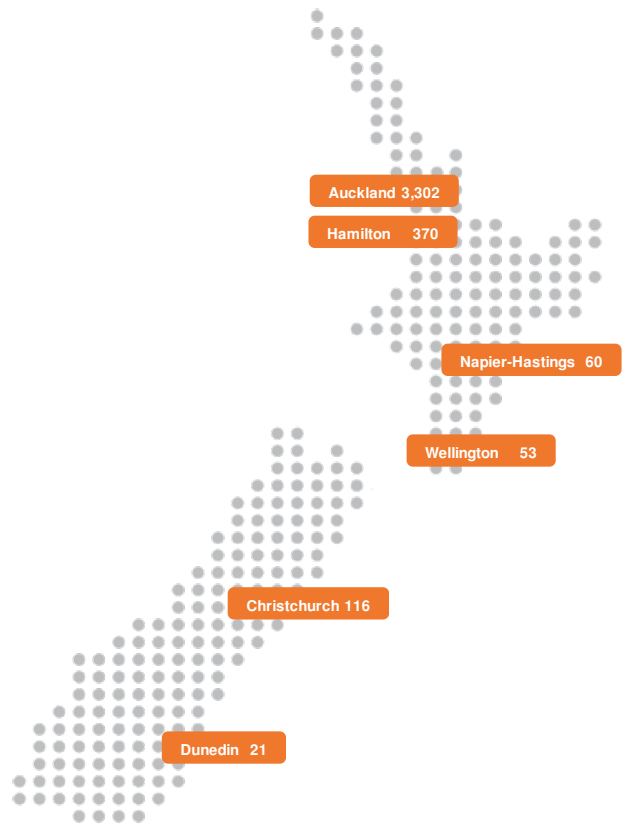 Auckland 3,302
Hamilton 370
Napier-Hastings 60
Wellington 53
Christchurch 116
Dunedin 21